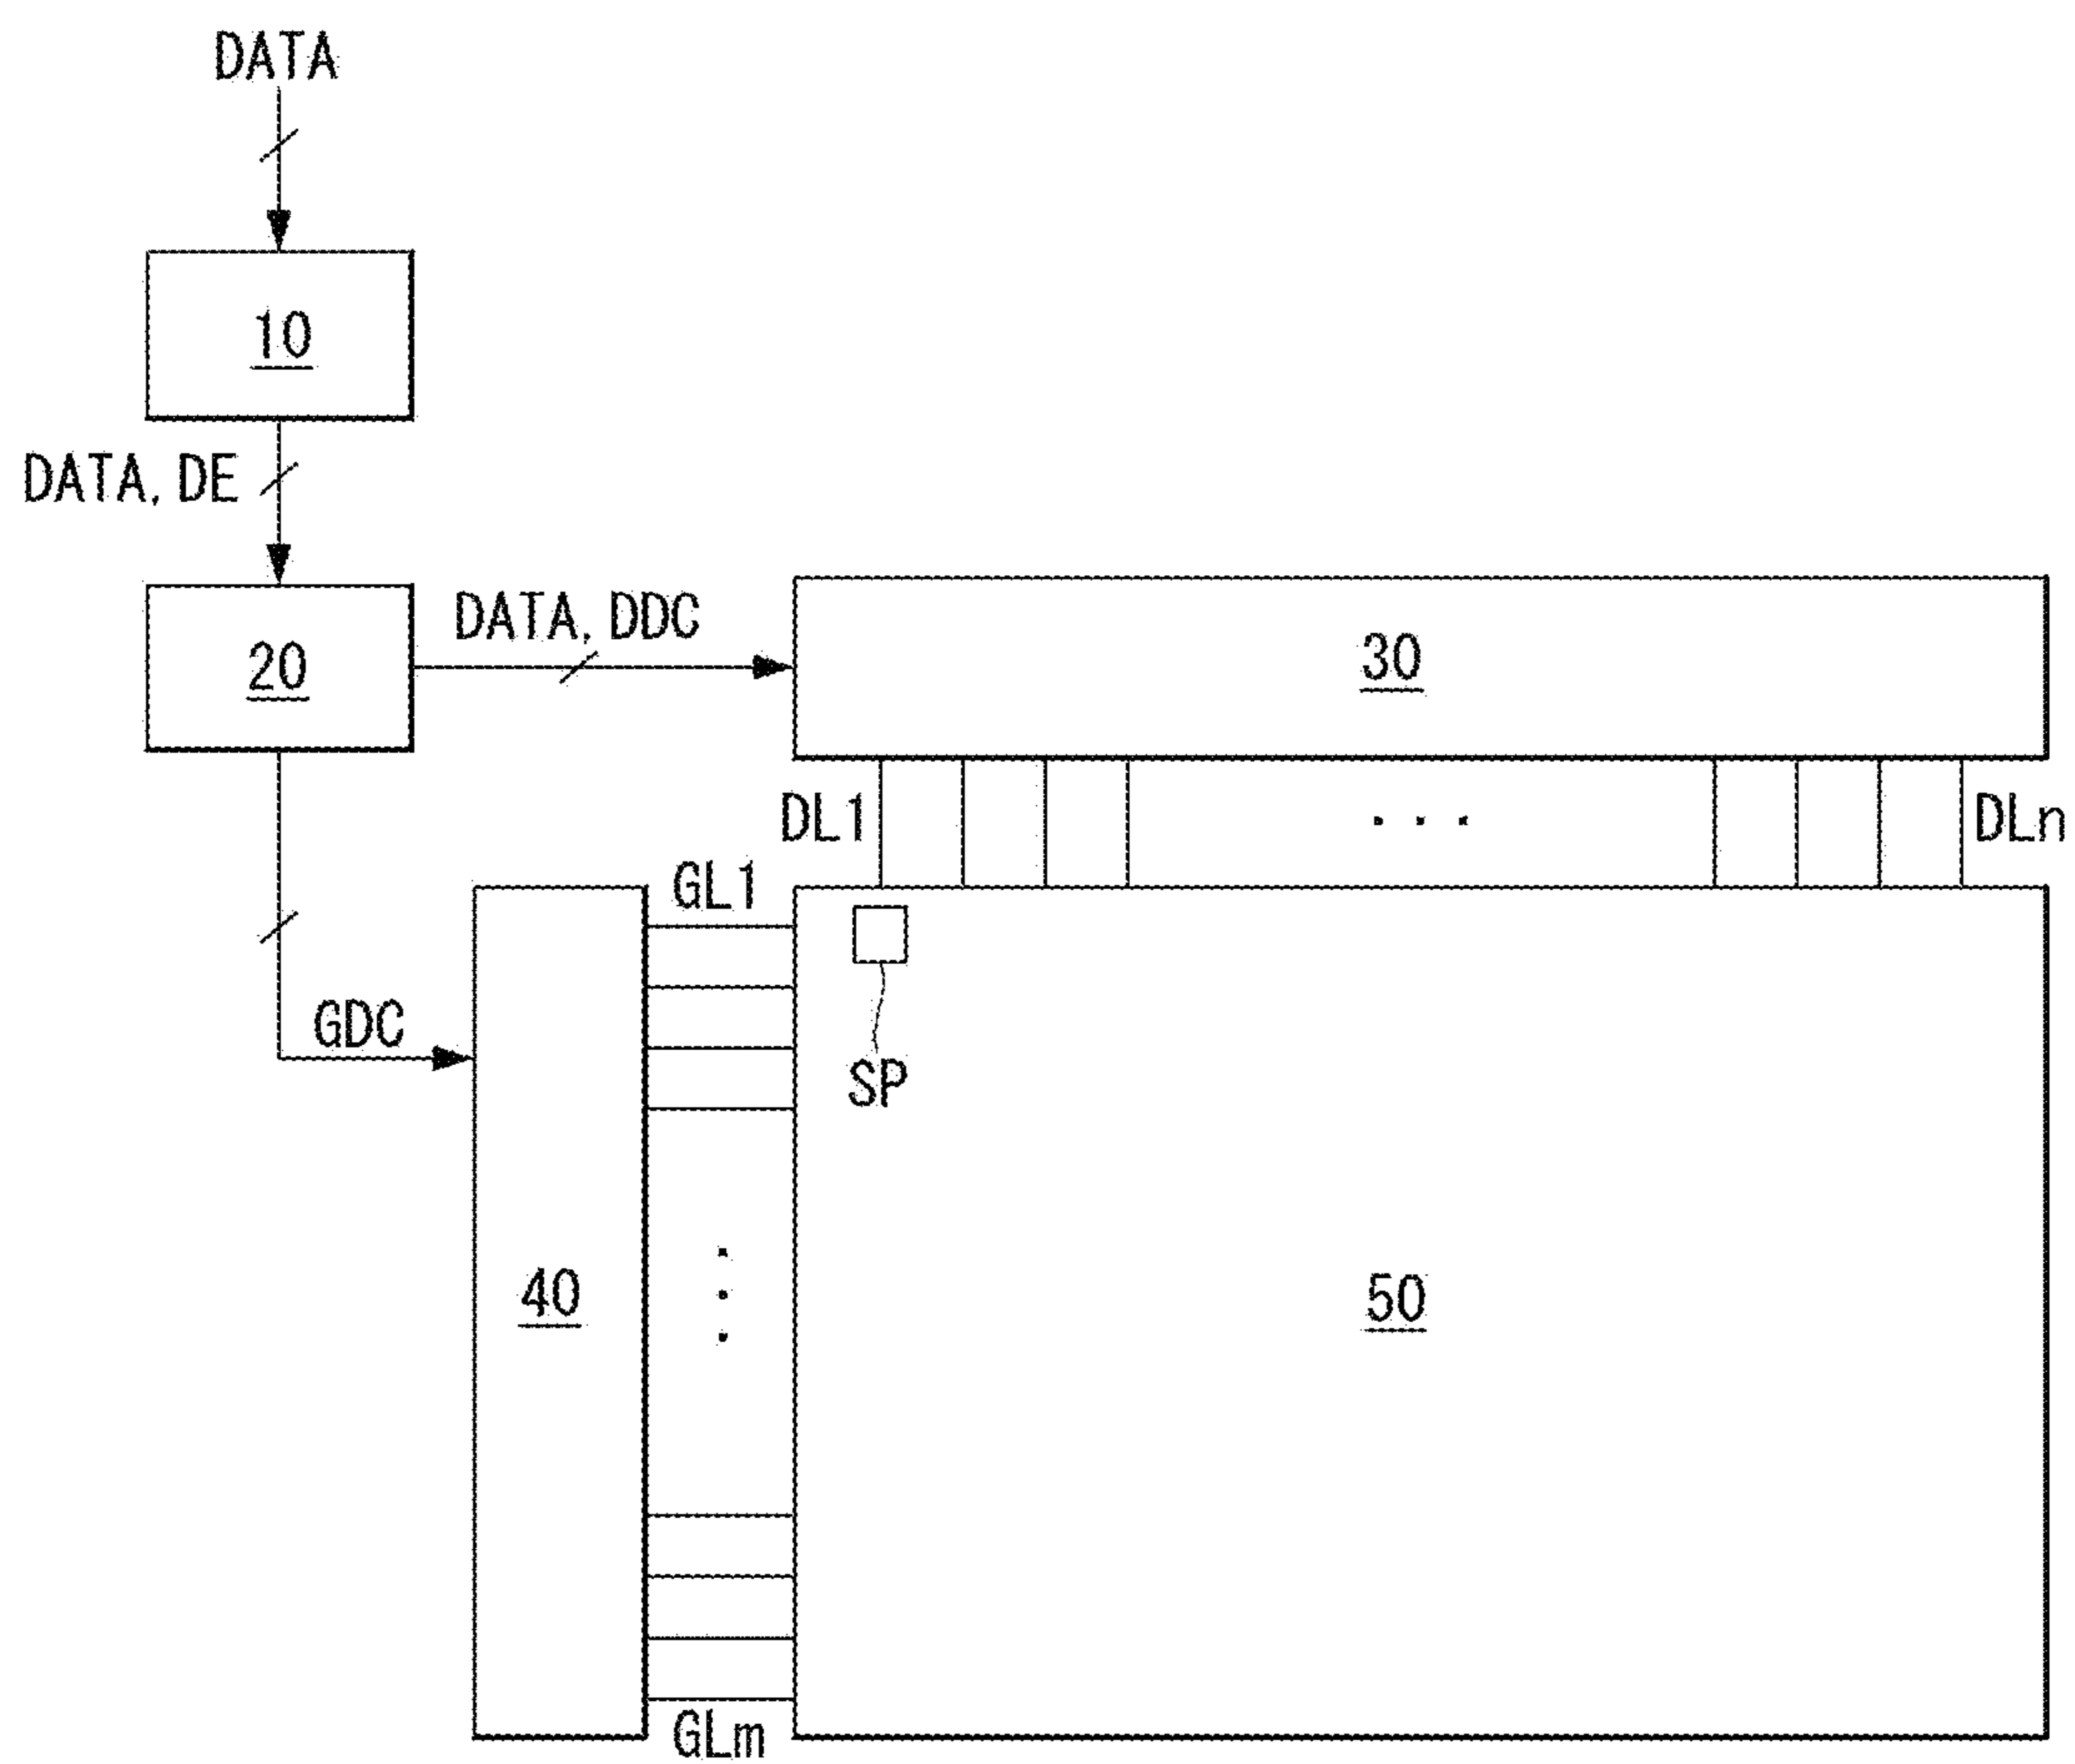 DATA
10
DATA, DE
20
DATA, DDC
30
DL1
DLn
GL1
GDC
SP
40
50
GLm